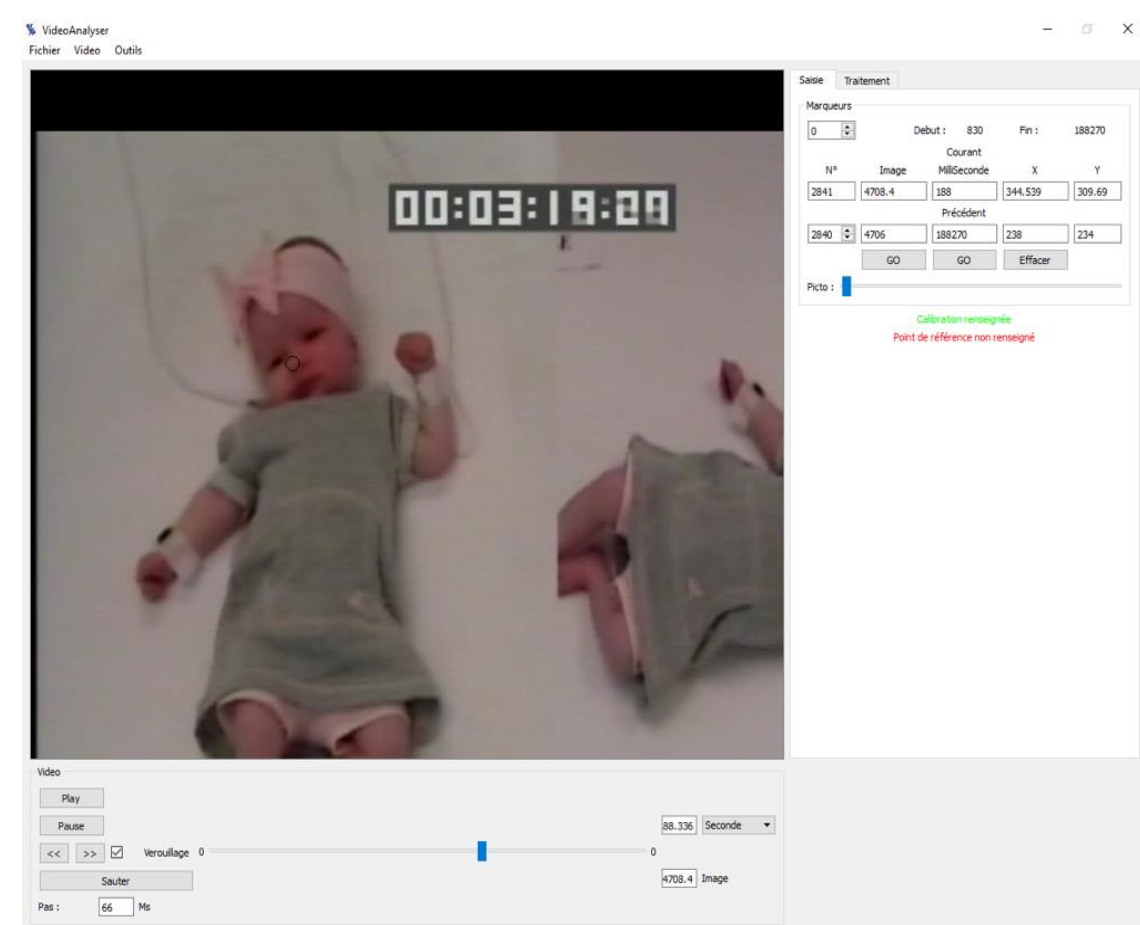 VideoAnalyser
Fichier Video Outils
00:03:19:29
Saisie Traitement
Marqueurs
0 Debut : 830 Fin : 188270
Courant
N° Image MilliSeconde X Y
2841 4708.4 188 344.539 309.69
Précédent
2840 4706 188270 238 234
GO GO Effacer
Picto :
Calibration renseignée
Point de référence non renseigné
Video
Play
Pause
88.336 Seconde
<< >> Verouillage 0 0
Sauter
4708.4 Image
Pas : 66 Ms